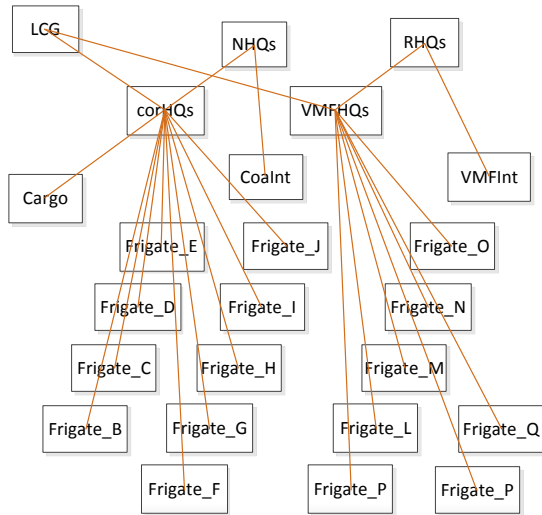 LCG
NHQs
RHQs
corHQs
VMFHQs
Cargo
CoaInt
VMFInt
Frigate_E
Frigate_J
Frigate_O
Frigate_D
Frigate_I
Frigate_N
Frigate_C
Frigate_H
Frigate_M
Frigate_B
Frigate_G
Frigate_L
Frigate_Q
Frigate_F
Frigate_P
Frigate_P